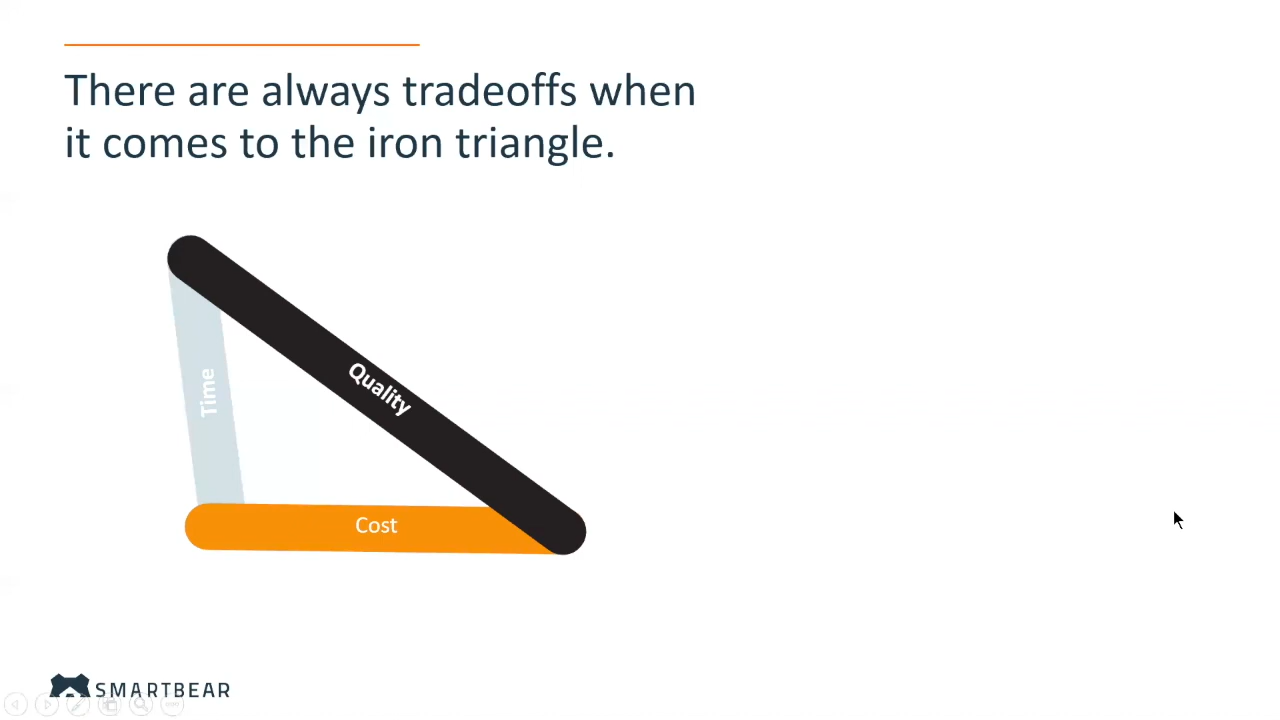 There are always tradeoffs when
it comes to the iron triangle.
Quality
Time
Cost
SMARTBEAR